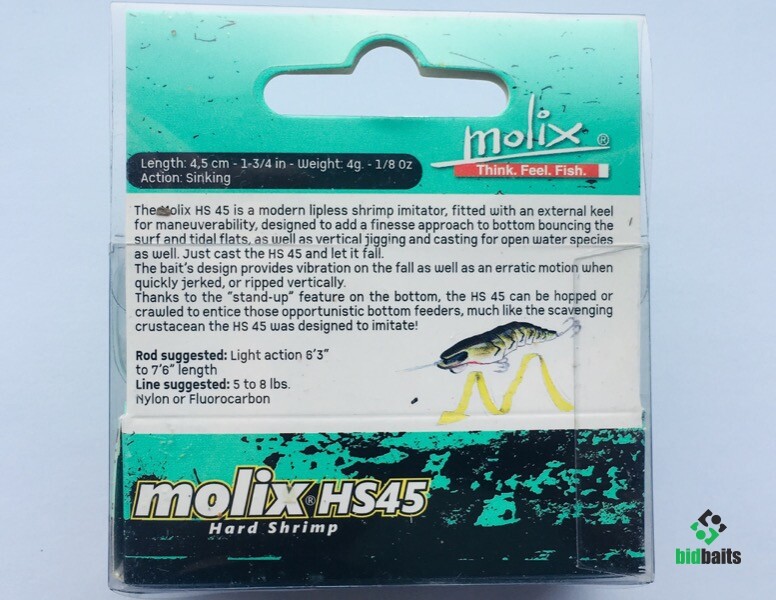 molix ®
Think. Feel. Fish.
Length: 4,5 cm - 1-3/4 in - Weight: 4g. - 1/8 Oz
Action: Sinking
The Molix HS 45 is a modern lipless shrimp imitator, fitted with an external keel
for maneuverability, designed to add a finesse approach to bottom bouncing the
surf and tidal flats, as well as vertical jigging and casting for open water species
as well. Just cast the HS 45 and let it fall.
The bait's design provides vibration on the fall as well as an erratic motion when
quickly jerked, or ripped vertically.
Thanks to the "stand-up" feature on the bottom, the HS 45 can be hopped or
crawled to entice those opportunistic bottom feeders, much like the scavenging
crustacean the HS 45 was designed to imitate!
Rod suggested: Light action 6'3"
to 7'6" length
Line suggested: 5 to 8 lbs.
Nylon or Fluorocarbon
molix® HS45
Hard Shrimp
bidbaits